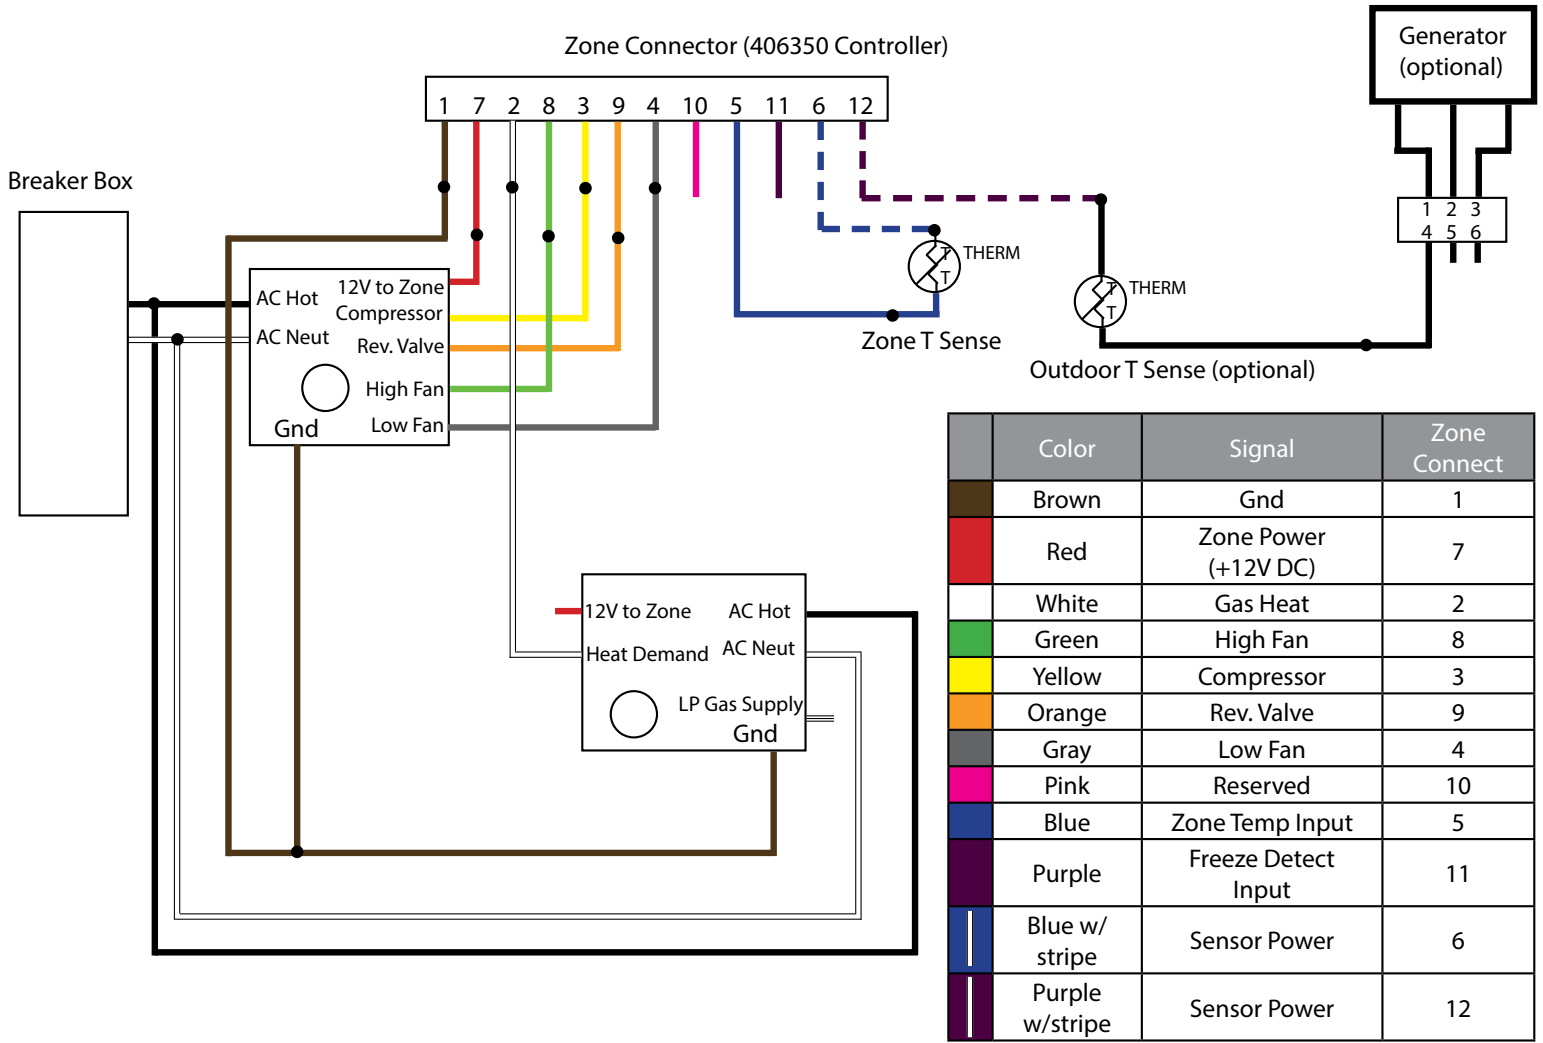 Zone Connector (406350 Controller)
1 7 2 8 3 9 4 10 5 11 6 12
Generator
(optional)
1 2 3
4 5 6
Breaker Box
AC Hot
AC Neut
Gnd
12V to Zone
Compressor
Rev. Valve
High Fan
Low Fan
T
T
THERM
Zone T Sense
T
T
THERM
Outdoor T Sense (optional)
12V to Zone
Heat Demand
AC Hot
AC Neut
LP Gas Supply
Gnd
Color Signal Zone
Connect
Brown Gnd 1
Red Zone Power
(+12V DC) 7
White Gas Heat 2
Green High Fan 8
Yellow Compressor 3
Orange Rev. Valve 9
Gray Low Fan 4
Pink Reserved 10
Blue Zone Temp Input 5
Purple Freeze Detect
Input 11
Blue w/
stripe Sensor Power 6
Purple
w/stripe Sensor Power 12